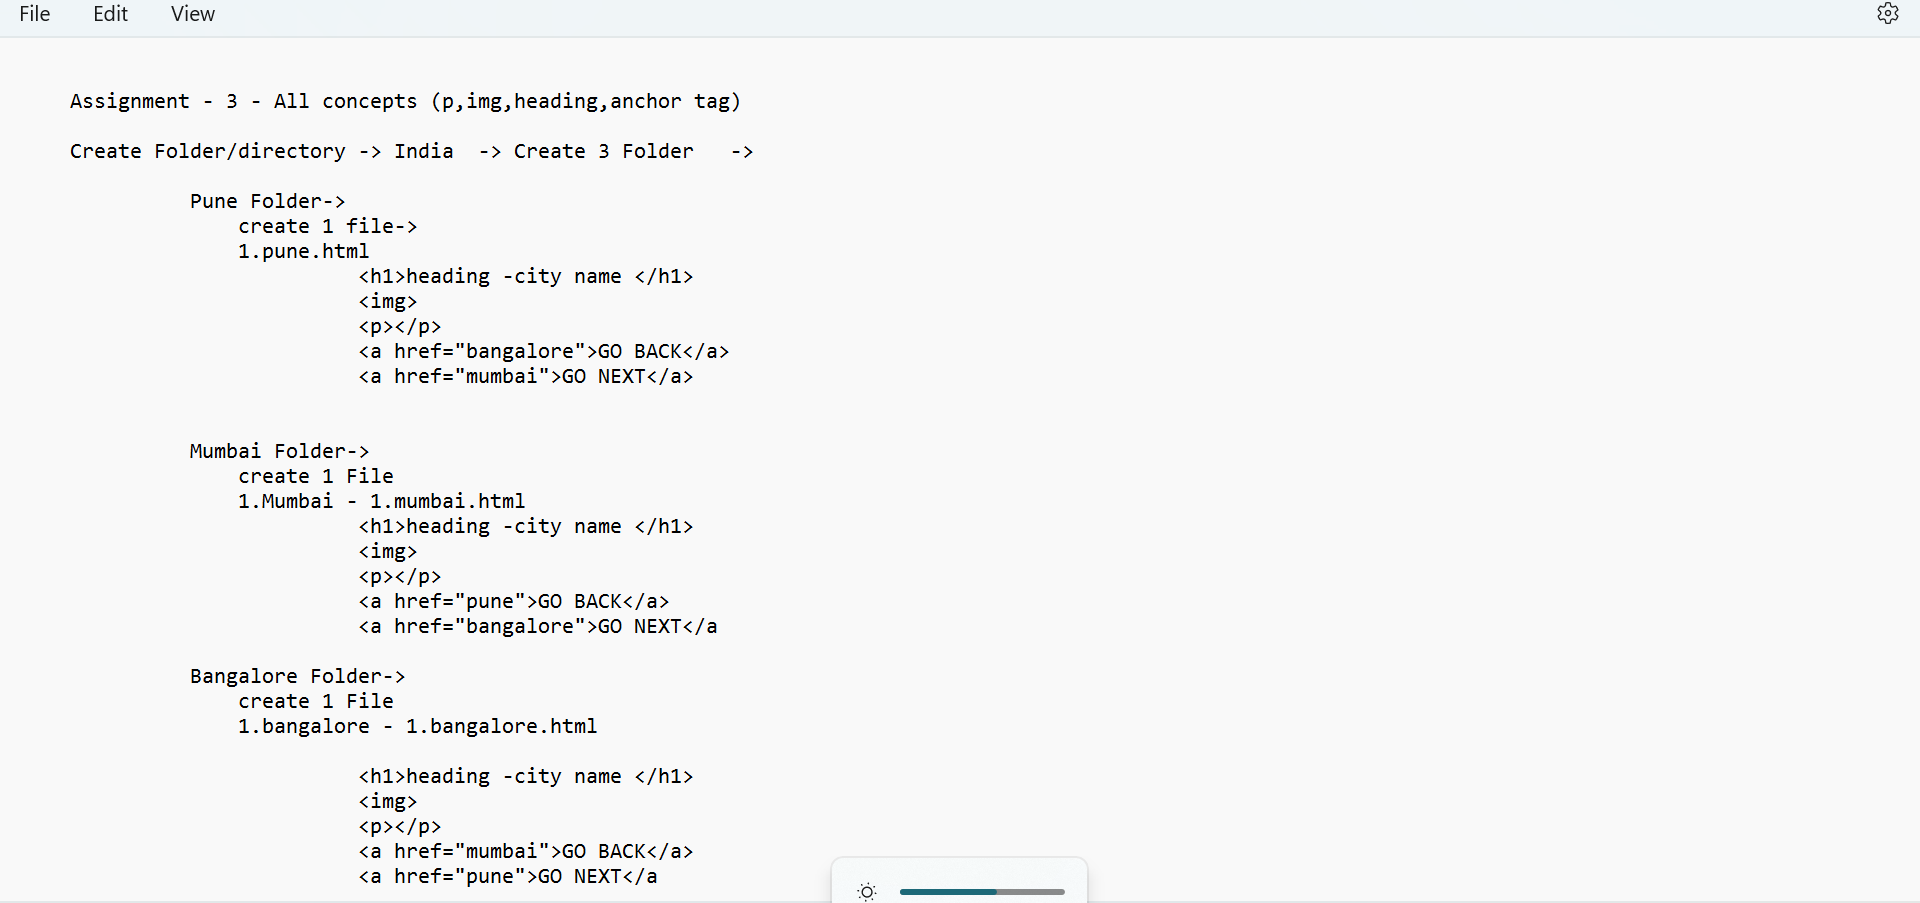 File Edit View
Assignment - 3 - All concepts (p,img,heading,anchor tag)
Create Folder/directory -> India  -> Create 3 Folder   ->
Pune Folder->
create 1 file->
1.pune.html
<h1>heading -city name </h1>
<img>
<p></p>
<a href="bangalore">GO BACK</a>
<a href="mumbai">GO NEXT</a>
Mumbai Folder->
create 1 File
1.Mumbai - 1.mumbai.html
<h1>heading -city name </h1>
<img>
<p></p>
<a href="pune">GO BACK</a>
<a href="bangalore">GO NEXT</a
Bangalore Folder->
create 1 File
1.bangalore - 1.bangalore.html
<h1>heading -city name </h1>
<img>
<p></p>
<a href="mumbai">GO BACK</a>
<a href="pune">GO NEXT</a